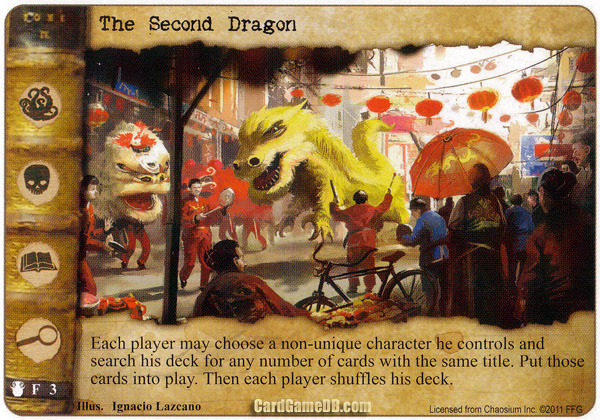 The Second Dragon
Each player may choose a non-unique character he controls and
search his deck for any number of cards with the same title. Put those
cards into play. Then each player shuffles his deck.
F 3
Illus. Ignacio Lazcano
CardGameDB.com
Licensed from Chaosium Inc. ©2011 FFG